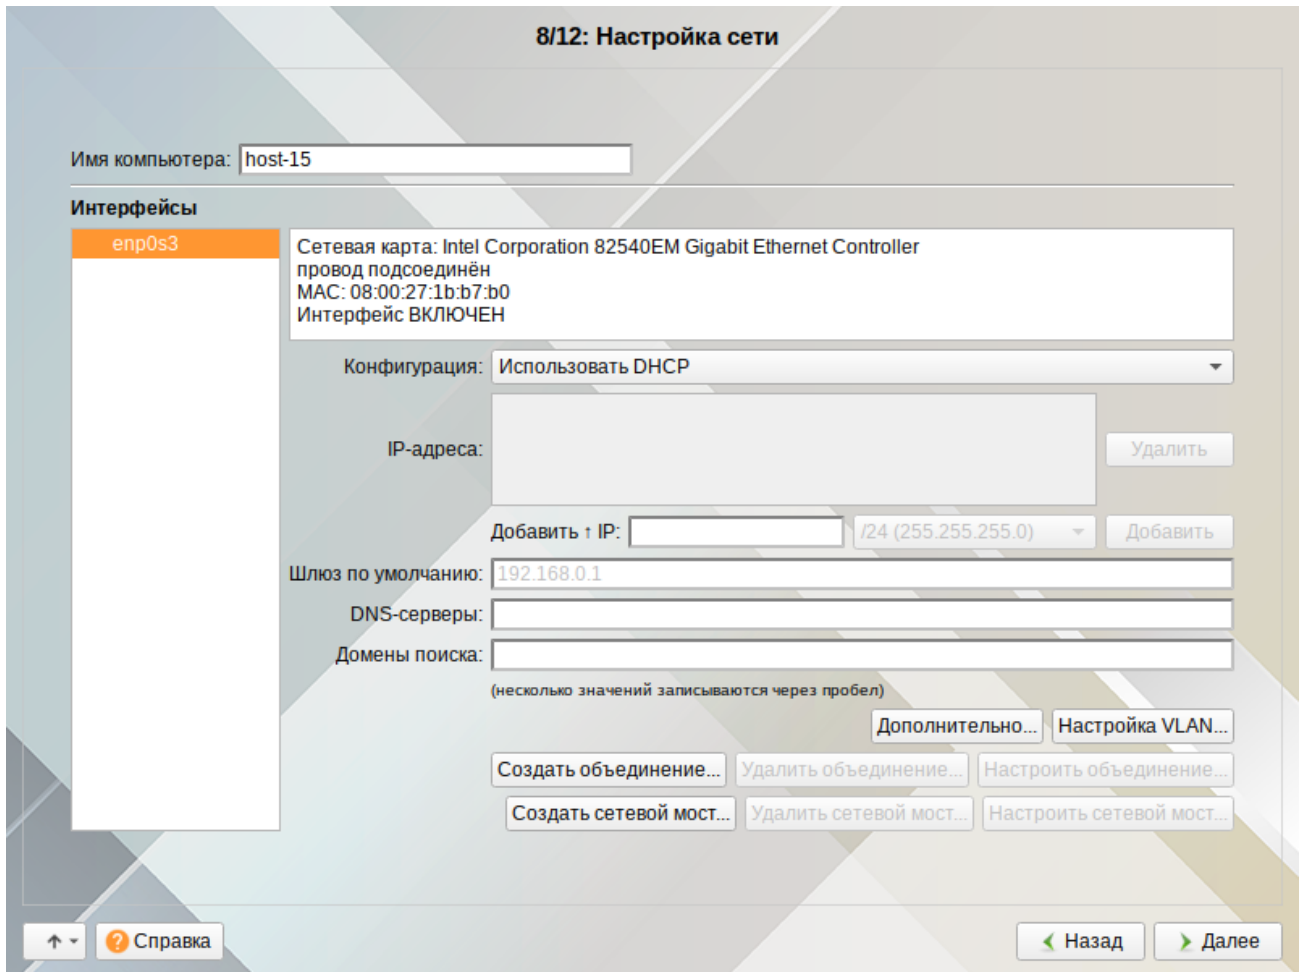 8/12: Настройка сети
Имя компьютера: host-15
Интерфейсы
enp0s3
Сетевая карта: Intel Corporation 82540EM Gigabit Ethernet Controller
провод подсоединён
MAC: 08:00:27:1b:b7:b0
Интерфейс ВКЛЮЧЕН
Конфигурация: Использовать DHCP
IP-адреса: Удалить
Добавить ↑ IP: /24 (255.255.255.0) Добавить
Шлюз по умолчанию: 192.168.0.1
DNS-серверы:
Домены поиска:
(несколько значений записываются через пробел)
Дополнительно... Настройка VLAN...
Создать объединение... Удалить объединение... Настроить объединение...
Создать сетевой мост... Удалить сетевой мост... Настроить сетевой мост...
Справка Назад Далее